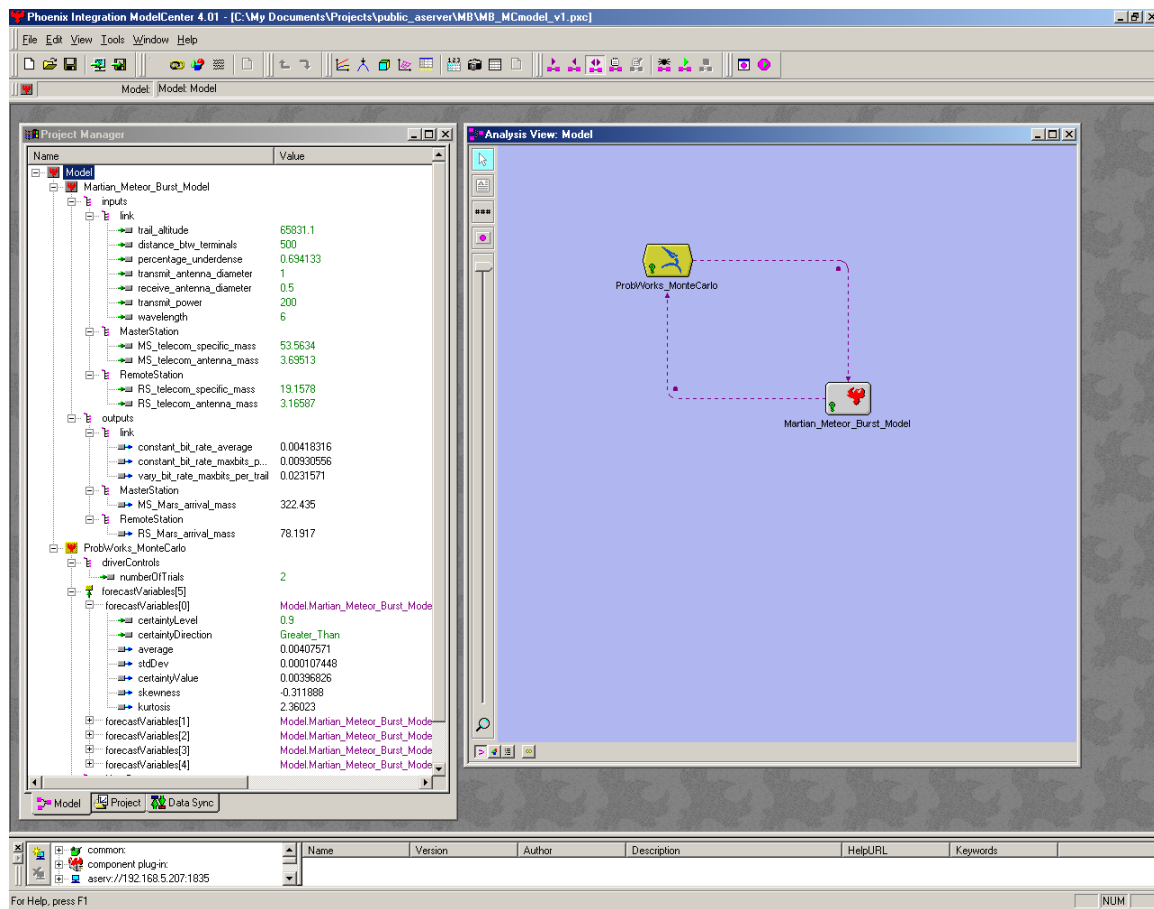 Phoenix Integration ModelCenter 4.01 - [C:\My Documents\Projects\public_aserver\MB\MB_MCmodel_v1.pxc]
File Edit View Tools Window Help
Model: Model: Model
Project Manager
Name Value
Model
Martian_Meteor_Burst_Model
inputs
link
trail_altitude 65831.1
distance_btw_terminals 500
percentage_underdense 0.694133
transmit_antenna_diameter 1
receive_antenna_diameter 0.5
transmit_power 200
wavelength 6
MasterStation
MS_telecom_specific_mass 53.5634
MS_telecom_antenna_mass 3.69513
RemoteStation
RS_telecom_specific_mass 19.1578
RS_telecom_antenna_mass 3.16587
outputs
link
constant_bit_rate_average 0.00418316
constant_bit_rate_maxbits_p... 0.00930556
vary_bit_rate_maxbits_per_trail 0.0231571
MasterStation
MS_Mars_arrival_mass 322.435
RemoteStation
RS_Mars_arrival_mass 78.1917
ProbWorks_MonteCarlo
driverControls
numberOfTrials 2
forecastVariables[5]
forecastVariables[0] Model.Martian_Meteor_Burst_Mode
certaintyLevel 0.9
certaintyDirection Greater_Than
average 0.00407571
stdDev 0.000107448
certaintyValue 0.00396826
skewness -0.311888
kurtosis 2.36023
forecastVariables[1] Model.Martian_Meteor_Burst_Mode
forecastVariables[2] Model.Martian_Meteor_Burst_Mode
forecastVariables[3] Model.Martian_Meteor_Burst_Mode
forecastVariables[4] Model.Martian_Meteor_Burst_Mode
Model Project Data Sync
Analysis View: Model
ProbWorks_MonteCarlo
Martian_Meteor_Burst_Model
common:
component plug-in:
aserv://192.168.5.207:1835
Name Version Author Description HelpURL Keywords
For Help, press F1
NUM